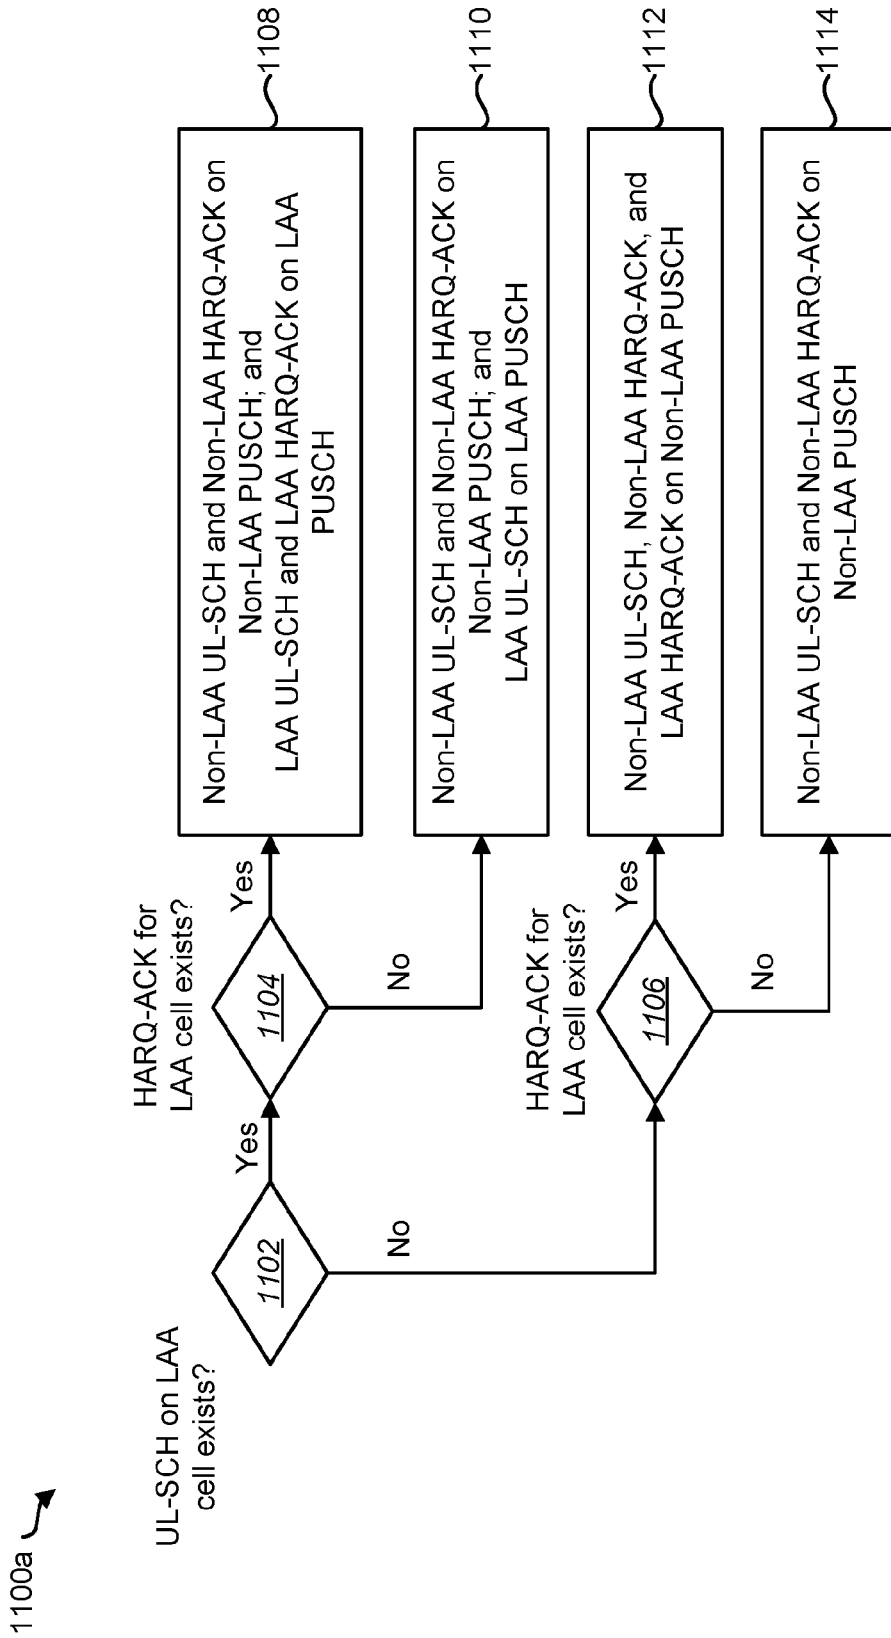 1100a
UL-SCH on LAA
cell exists?
1102
Yes
No
HARQ-ACK for
LAA cell exists?
1104
Yes
No
Non-LAA UL-SCH and Non-LAA HARQ-ACK on
Non-LAA PUSCH; and
LAA UL-SCH and LAA HARQ-ACK on LAA
PUSCH
1108
Non-LAA UL-SCH and Non-LAA HARQ-ACK on
Non-LAA PUSCH; and
LAA UL-SCH on LAA PUSCH
1110
HARQ-ACK for
LAA cell exists?
1106
Yes
No
Non-LAA UL-SCH, Non-LAA HARQ-ACK, and
LAA HARQ-ACK on Non-LAA PUSCH
1112
Non-LAA UL-SCH and Non-LAA HARQ-ACK on
Non-LAA PUSCH
1114